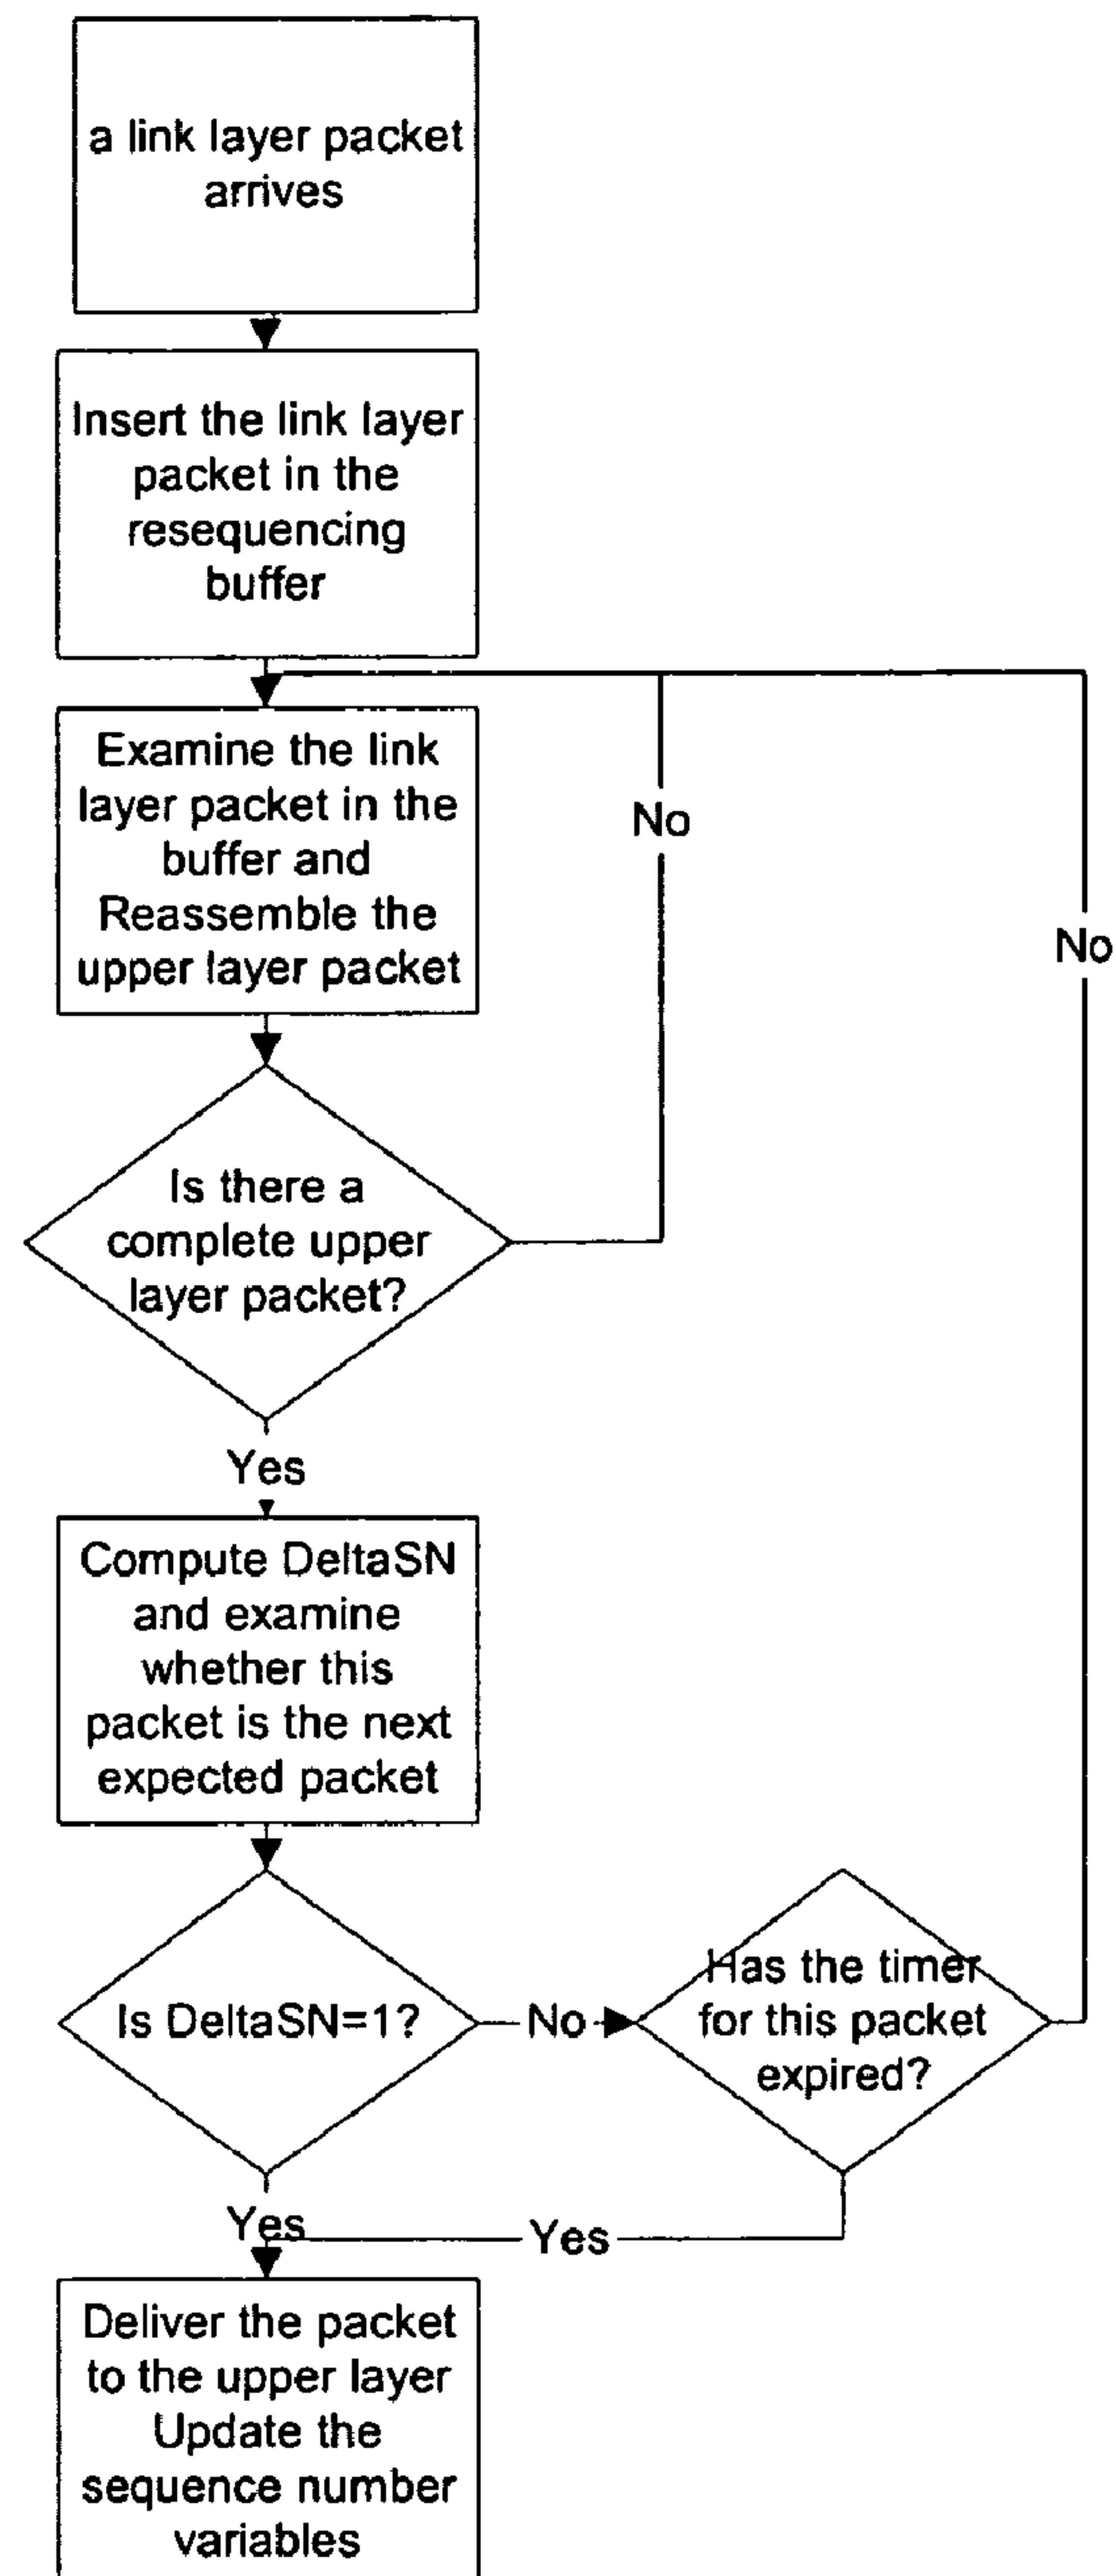 a link layer packet
arrives
Insert the link layer
packet in the
resequencing
buffer
Examine the link
layer packet in the
buffer and
Reassemble the
upper layer packet
No
No
Is there a
complete upper
layer packet?
Yes
Compute DeltaSN
and examine
whether this
packet is the next
expected packet
Is DeltaSN=1?
No
Has the timer
for this packet
expired?
Yes
Yes
Deliver the packet
to the upper layer
Update the
sequence number
variables